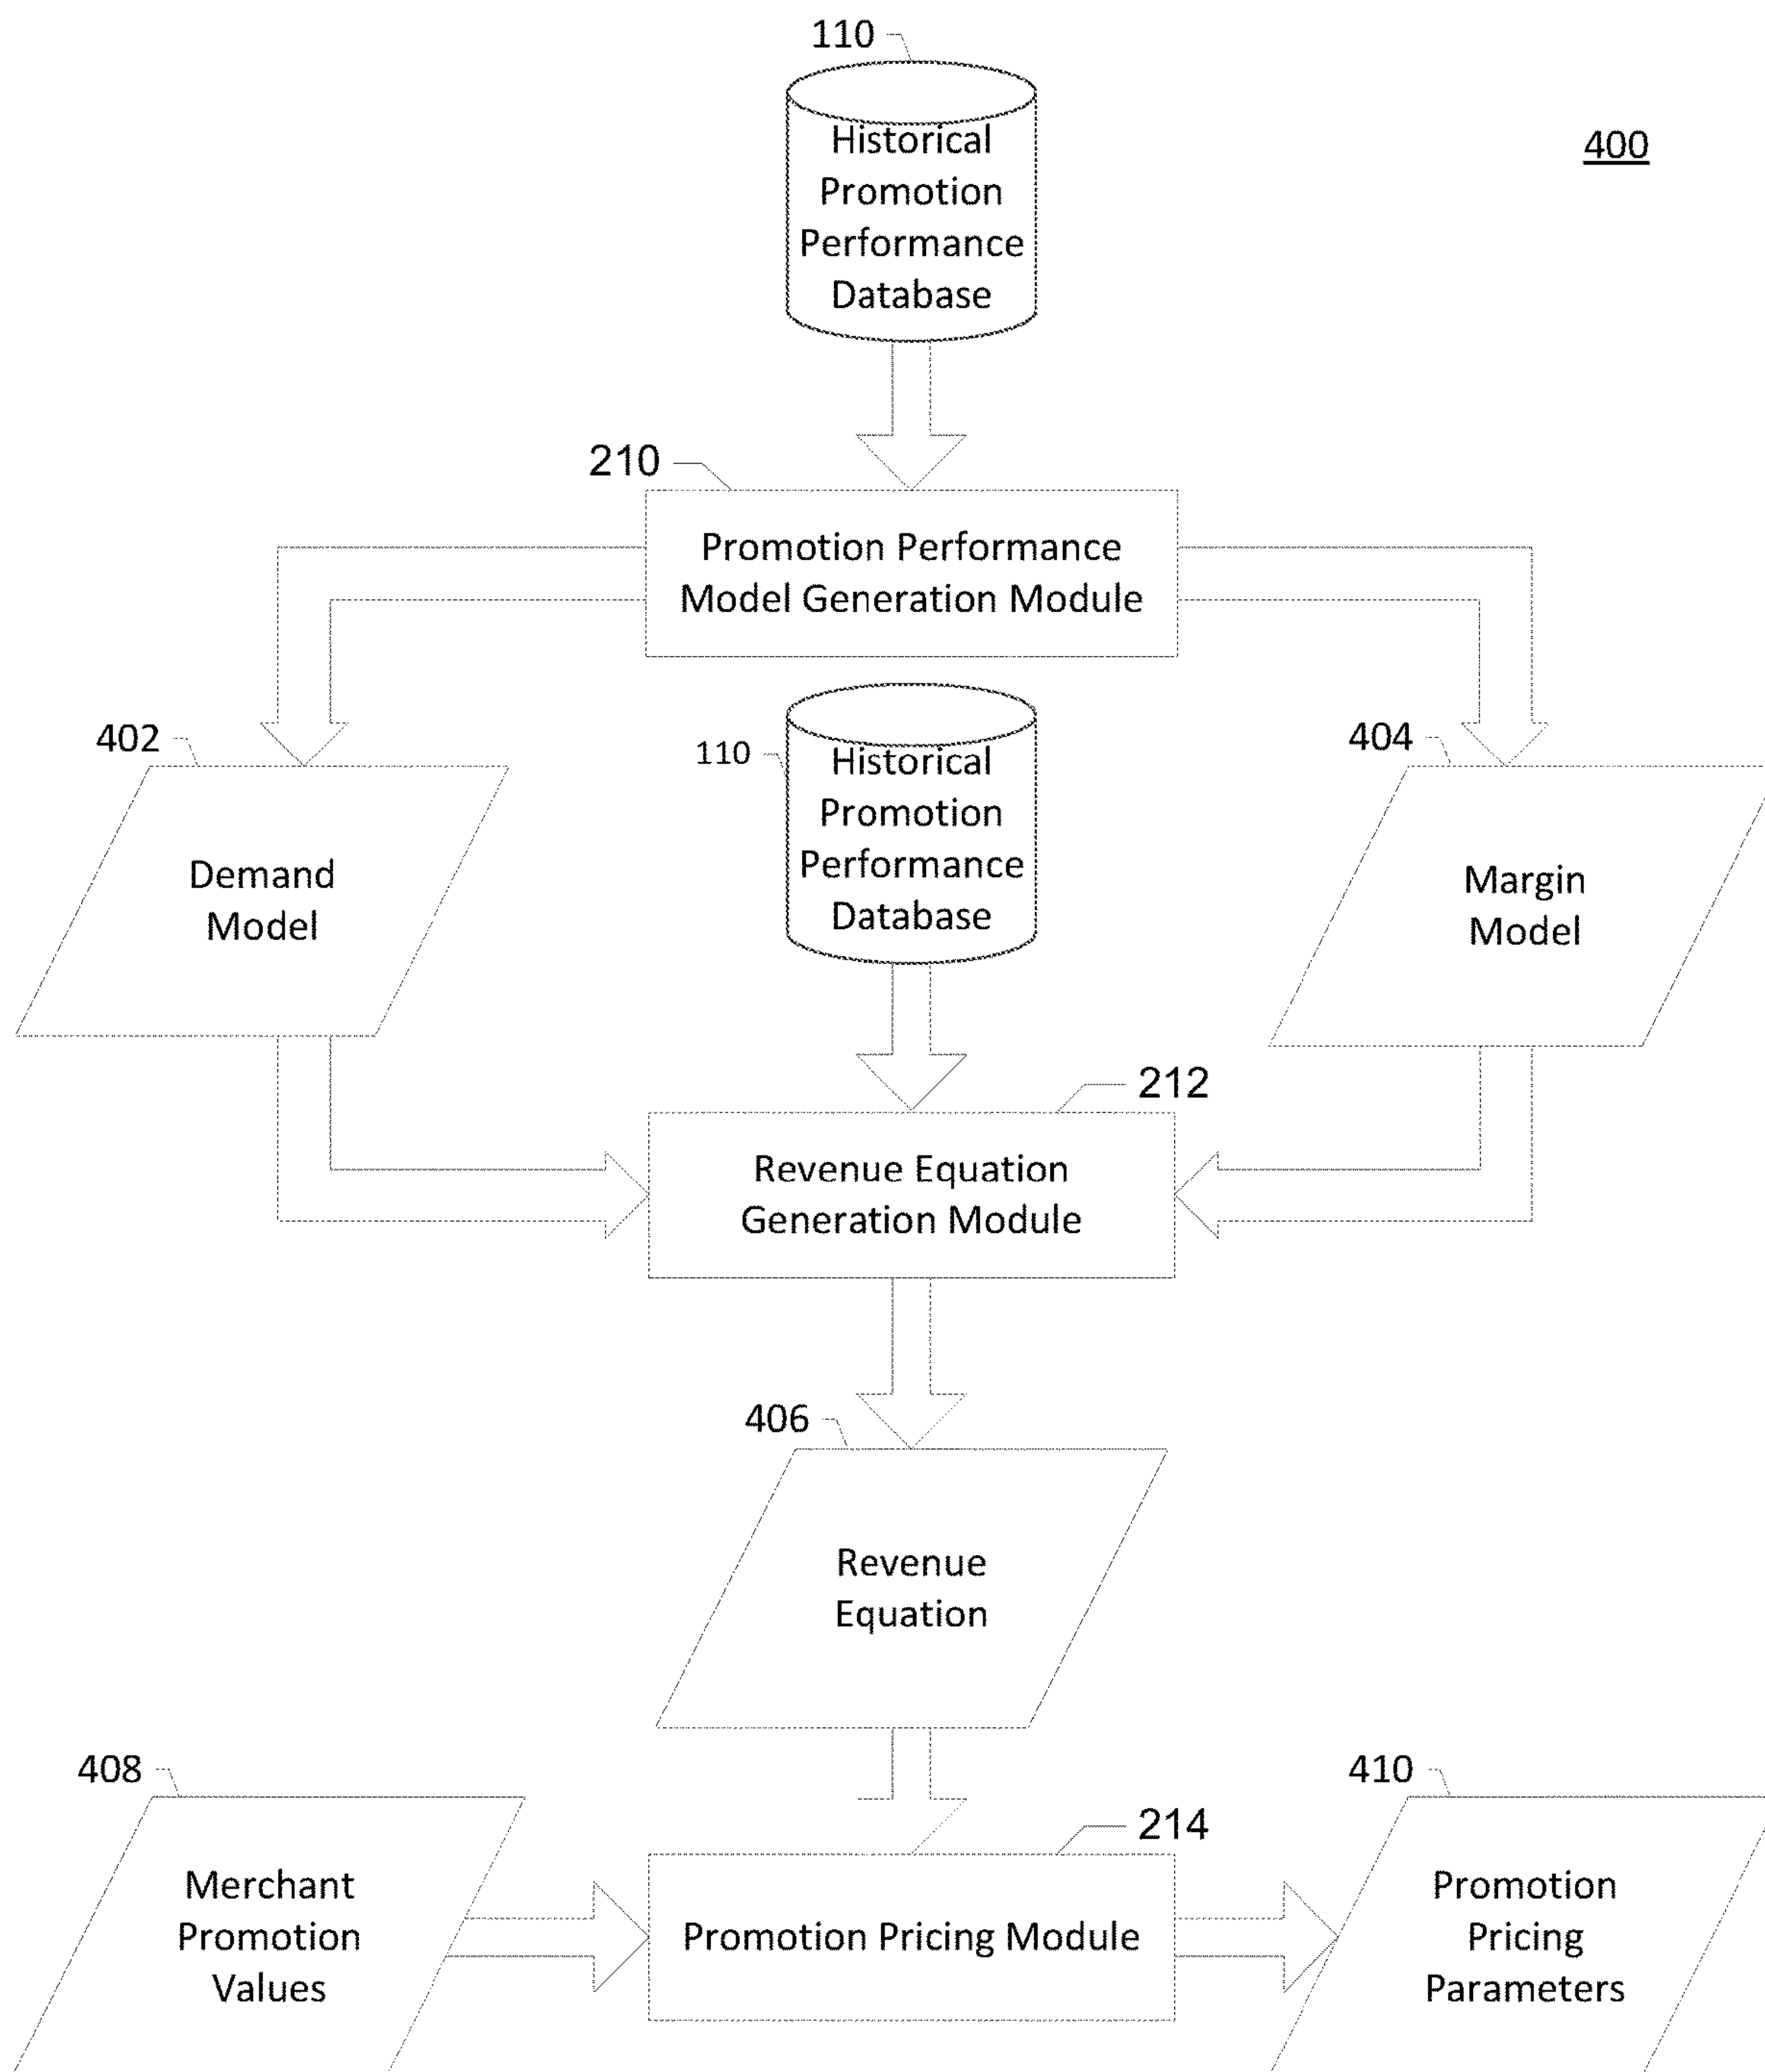 110
Historical
Promotion
Performance
Database
400
210
Promotion Performance
Model Generation Module
402
Demand
Model
110
Historical
Promotion
Performance
Database
404
Margin
Model
212
Revenue Equation
Generation Module
406
Revenue
Equation
408
Merchant
Promotion
Values
214
Promotion Pricing Module
410
Promotion
Pricing
Parameters